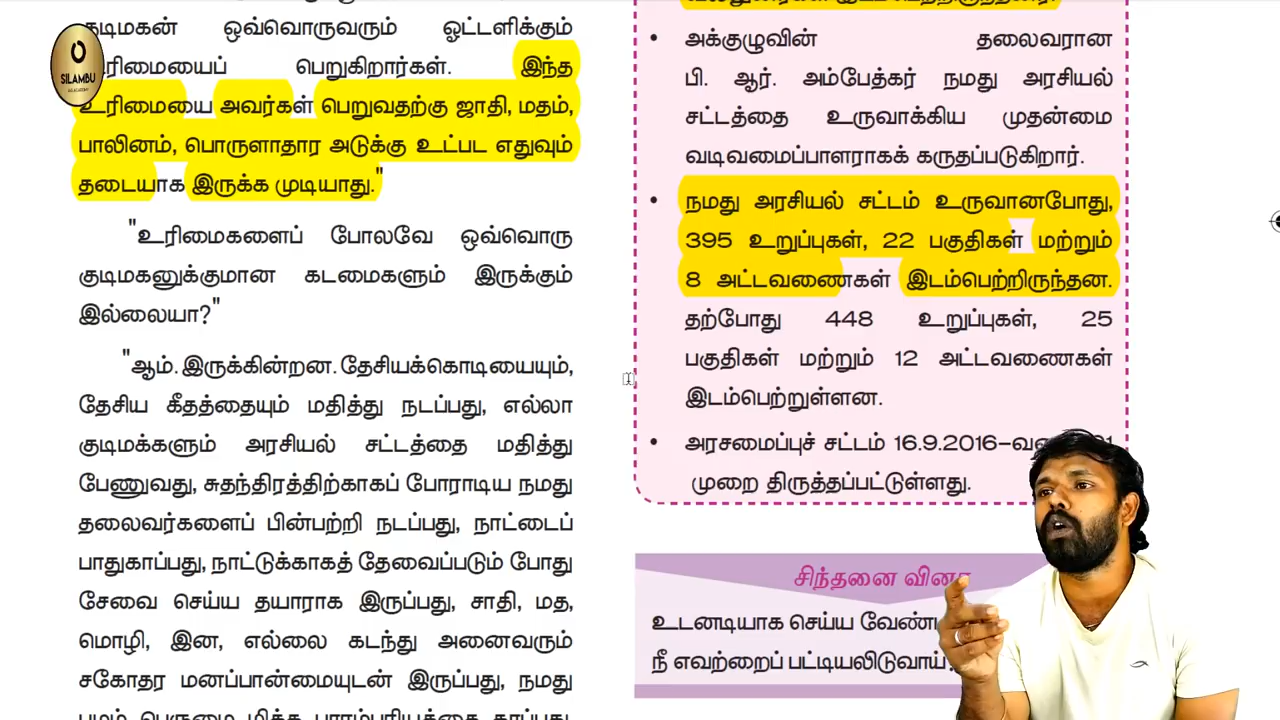 குடிமகன் ஒவ்வொருவரும் ஓட்டளிக்கும்
பெறுகிறார்கள். இந்த
உரிமையை அவர்கள் பெறுவதற்கு ஜாதி, மதம்,
பாலினம், பொருளாதார அடுக்கு உட்பட எதுவும்
தடையாக இருக்க முடியாது."
"உரிமைகளைப் போலவே ஒவ்வொரு
குடிமகனுக்குமான கடமைகளும் இருக்கும்
இல்லையா?"
"ஆம். இருக்கின்றன. தேசியக்கொடியையும்,
தேசிய கீதத்தையும் மதித்து நடப்பது, எல்லா
குடிமக்களும் அரசியல் சட்டத்தை மதித்து
பேணுவது, சுதந்திரத்திற்காகப் போராடிய நமது
தலைவர்களைப் பின்பற்றி நடப்பது, நாட்டைப்
பாதுகாப்பது, நாட்டுக்காகத் தேவைப்படும் போது
சேவை செய்ய தயாராக இருப்பது, சாதி, மத,
மொழி, இன, எல்லை கடந்து அனைவரும்
சகோதர மனப்பான்மையுடன் இருப்பது, நமது
SILAMBU
• அக்குழுவின் தலைவரான
பி. ஆர். அம்பேத்கர் நமது அரசியல்
சட்டத்தை உருவாக்கிய முதன்மை
வடிவமைப்பாளராகக் கருதப்படுகிறார்.
• நமது அரசியல் சட்டம் உருவானபோது,
395 உறுப்புகள், 22 பகுதிகள் மற்றும்
8 அட்டவணைகள் இடம்பெற்றிருந்தன.
தற்போது 448 உறுப்புகள், 25
பகுதிகள் மற்றும் 12 அட்டவணைகள்
இடம்பெற்றுள்ளன.
• அரசமைப்புச் சட்டம் 16.9.2016–வரை
முறை திருத்தப்பட்டுள்ளது.
சிந்தனை வினா
உடனடியாக செய்ய
நீ எவற்றைப் பட்டியலிடுவாய்?